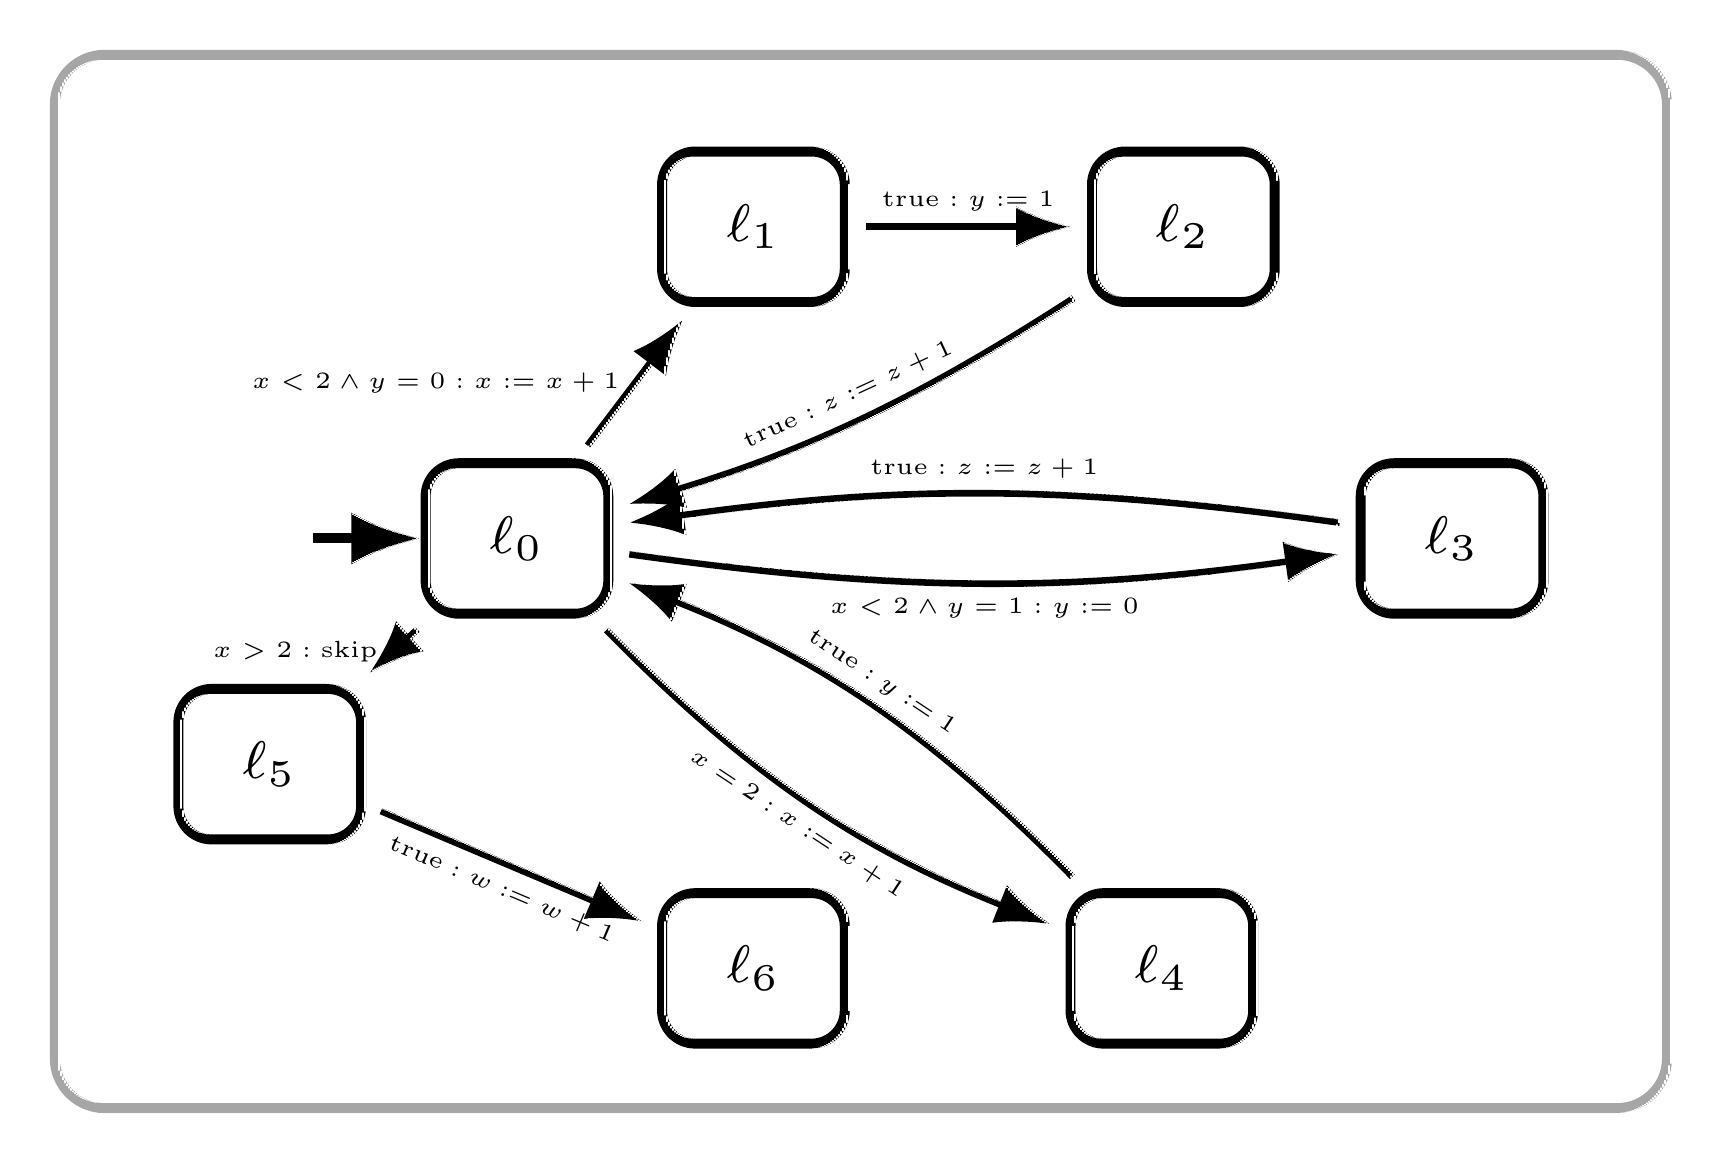 ℓ₁
true : y := 1
ℓ₂
x < 2 ∧ y = 0 : x := x + 1
true : z := z + 1
true : z := z + 1
ℓ₀
ℓ₃
x < 2 ∧ y = 1 : y := 0
x > 2 : skip
true : y := 1
ℓ₅
x = 2 : x := x + 1
true : w := w + 1
ℓ₆
ℓ₄